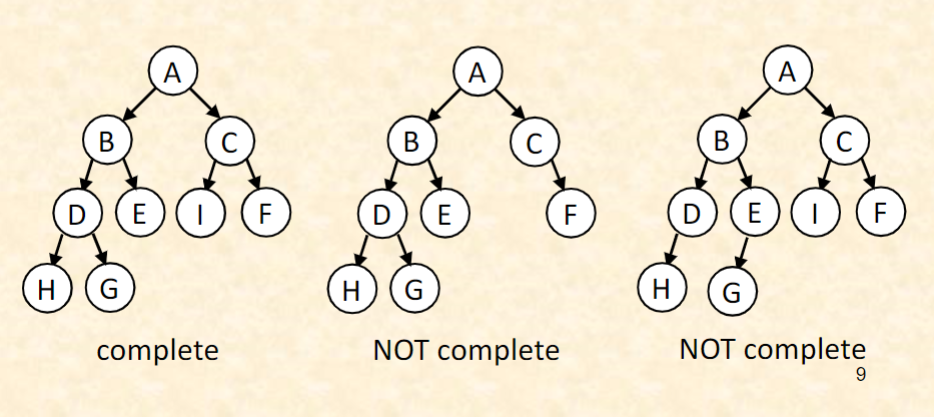 A A A
B C B C B C
D E I F D E F D E I F
H G H G H G
complete NOT complete NOT complete
9